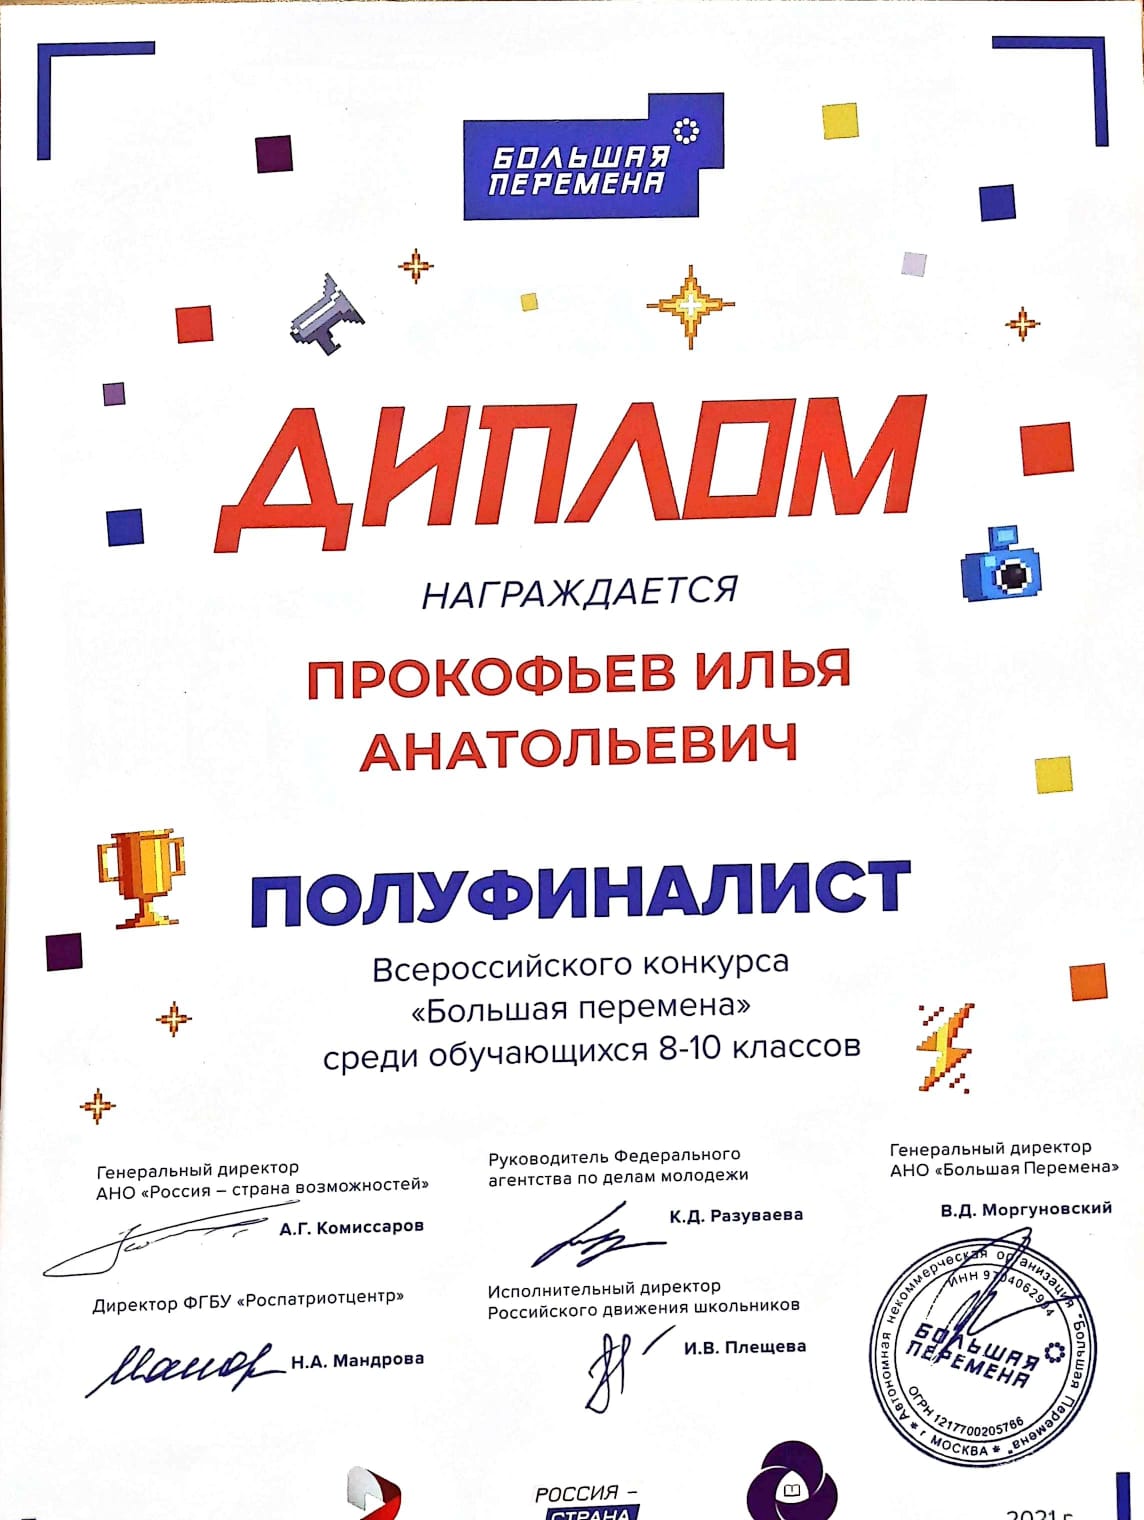 БОЛЬШАЯ
ПЕРЕМЕНА
ДИПЛОМ
НАГРАЖДАЕТСЯ
ПРОКОФЬЕВ ИЛЬЯ
АНАТОЛЬЕВИЧ
ПОЛУФИНАЛИСТ
Всероссийского конкурса
«Большая перемена»
среди обучающихся 8-10 классов
Генеральный директор
АНО «Россия – страна возможностей»
А.Г. Комиссаров
Руководитель Федерального
агентства по делам молодежи
К.Д. Разуваева
Генеральный директор
АНО «Большая Перемена»
В.Д. Моргуновский
Директор ФГБУ «Роспатриотцентр»
Н.А. Мандрова
Исполнительный директор
Российского движения школьников
И.В. Плещева
Автономная некоммерческая организация "Большая Перемена"
* г МОСКВА *
ИНН 9704062994
БОЛЬШАЯ
ПЕРЕМЕНА
ОГРН 1217700205766
РОССИЯ –
СТРАНА
2021 г.